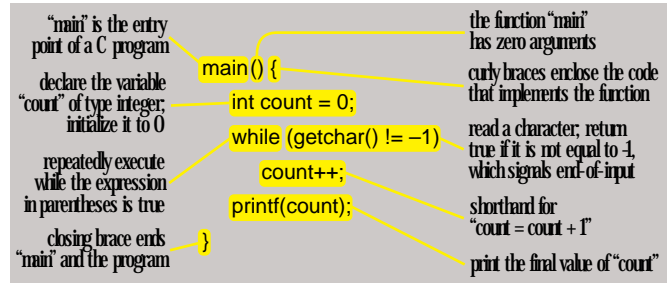 “main” is the entry
point of a C program
declare the variable
“count” of type integer;
initialize it to 0
repeatedly execute
while the expression
in parentheses is true
closing brace ends
“main” and the program
main() {
int count = 0;
while (getchar() != –1)
count++;
printf(count);
}
the function “main”
has zero arguments
curly braces enclose the code
that implements the function
read a character; return
true if it is not equal to -1,
which signals end-of-input
shorthand for
“count = count + 1”
print the final value of “count”